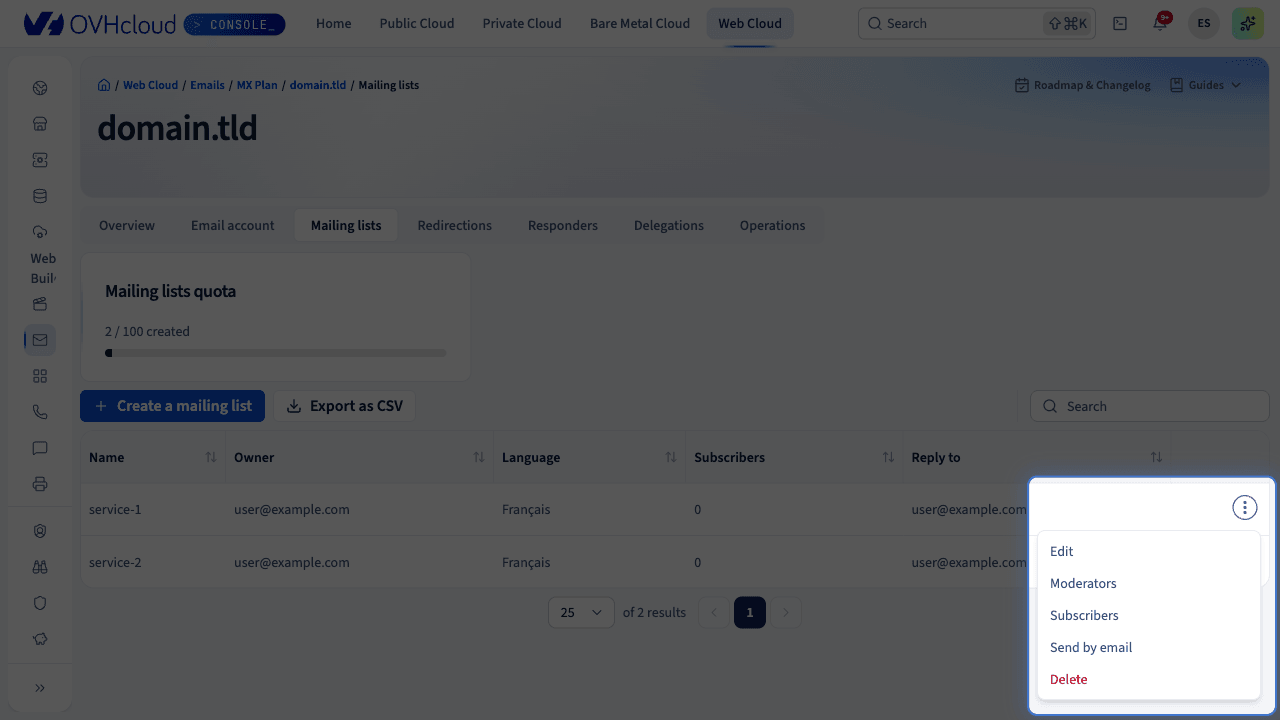 OVHcloud > CONSOLE_ Home Public Cloud Private Cloud Bare Metal Cloud Web Cloud Search ⇧⌘K 9+ ES
/ Web Cloud / Emails / MX Plan / domain.tld / Mailing lists Roadmap & Changelog Guides
domain.tld
Overview Email account Mailing lists Redirections Responders Delegations Operations
Web
Buil
Mailing lists quota
2 / 100 created
+ Create a mailing list Export as CSV Search
Name Owner Language Subscribers Reply to
service-1 user@example.com Français 0 user@example.com
service-2 user@example.com Français 0 user@example.com
25 of 2 results 1
Edit
Moderators
Subscribers
Send by email
Delete